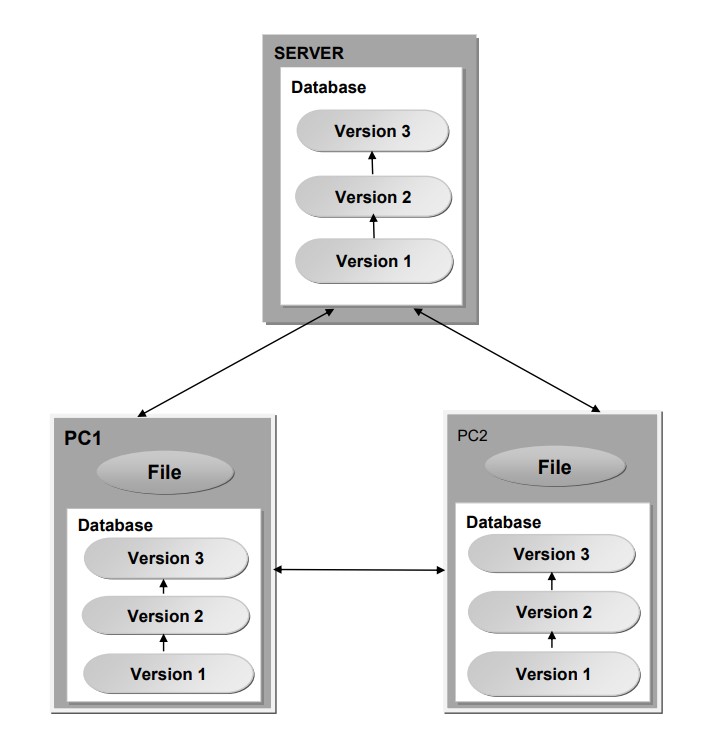 SERVER
Database
Version 3
Version 2
Version 1
PC1
File
Database
Version 3
Version 2
Version 1
PC2
File
Database
Version 3
Version 2
Version 1